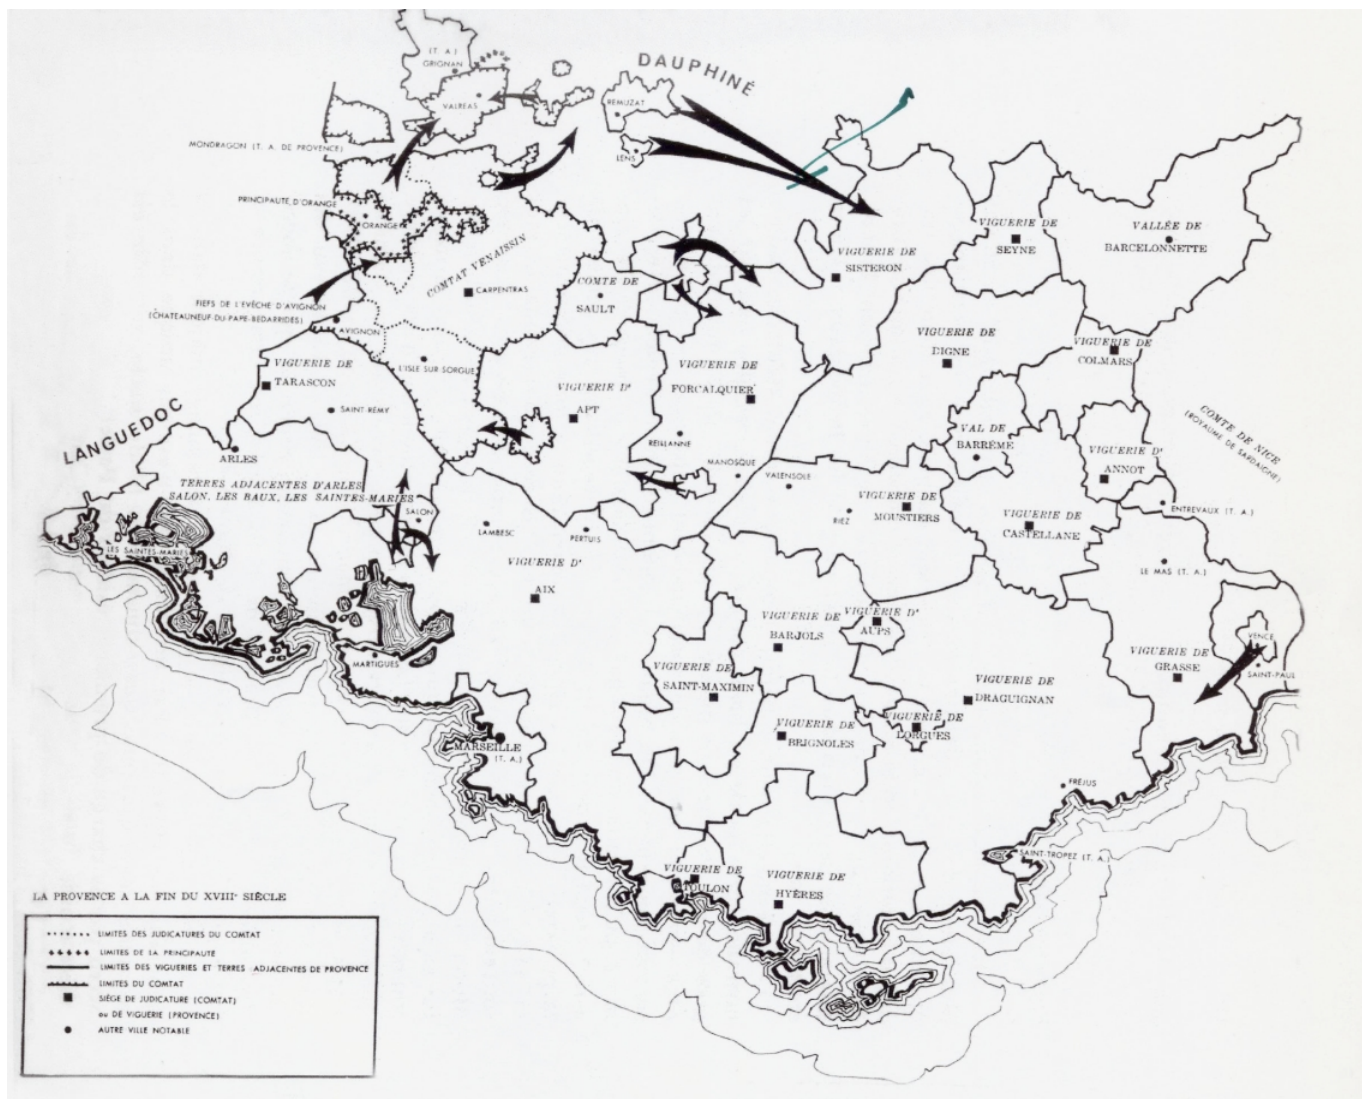 (T. A.)
GRIGNAN
DAUPHINÉ
VALREAS
REMUZAT
MONDRAGON (T. A. DE PROVENCE)
LENS
PRINCIPAUTE D'ORANGE
ORANGE
VIGUERIE DE
SEYNE
VALLÉE DE
BARCELONNETTE
COMTAT VENAISSIN
VIGUERIE DE
SISTERON
CARPENTRAS
COMTE DE
SAULT
FIEFS DE L'EVÊCHE D'AVIGNON
(CHATEAUNEUF-DU-PAPE-BEDARRIDES)
AVIGNON
VIGUERIE DE
DIGNE
VIGUERIE DE
COLMARS
VIGUERIE DE
TARASCON
L'ISLE SUR SORGUE
VIGUERIE DE
FORCALQUIER
VIGUERIE D'
APT
SAINT-REMY
LANGUEDOC
COMTE DE NICE
(ROYAUME DE SARDAIGNE)
VAL DE
BARRÊME
REILLANNE
ARLES
VIGUERIE D'
ANNOT
MANOSQUE
VALENSOLE
TERRES ADJACENTES D'ARLES
SALON, LES BAUX, LES SAINTES-MARIES
VIGUERIE DE
MOUSTIERS
RIEZ
ENTREVAUX (T. A.)
SALON
LAMBESC
PERTUIS
VIGUERIE DE
CASTELLANE
LES SAINTES-MARIES
VIGUERIE D'
AIX
LE MAS (T. A.)
VIGUERIE DE
BARJOLS
VIGUERIE D'
AUPS
VENCE
MARTIGUES
VIGUERIE DE
SAINT-MAXIMIN
VIGUERIE DE
GRASSE
SAINT-PAUL
VIGUERIE DE
DRAGUIGNAN
VIGUERIE DE
BRIGNOLES
VIGUERIE DE
LORGUES
MARSEILLE
(T. A.)
FRÉJUS
SAINT-TROPEZ (T. A.)
VIGUERIE DE
TOULON
VIGUERIE DE
HYÈRES
LA PROVENCE A LA FIN DU XVIIIe SIÈCLE
LIMITES DES JUDICATURES DU COMTAT
LIMITES DE LA PRINCIPAUTÉ
LIMITES DES VIGUERIES ET TERRES ADJACENTES DE PROVENCE
LIMITES DU COMTAT
SIÉGE DE JUDICATURE (COMTAT)
ou DE VIGUERIE (PROVENCE)
AUTRE VILLE NOTABLE